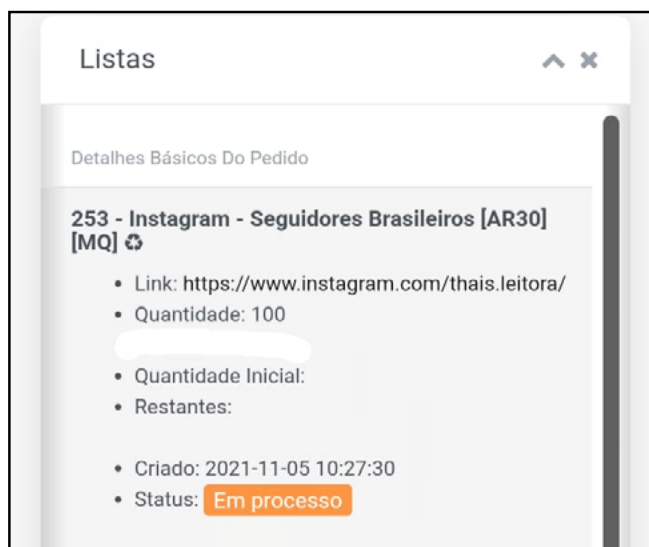 Listas
Detalhes Básicos Do Pedido
253 - Instagram - Seguidores Brasileiros [AR30]
[MQ] ♻
• Link: https://www.instagram.com/thais.leitora/
• Quantidade: 100
• Quantidade Inicial:
• Restantes:
• Criado: 2021-11-05 10:27:30
• Status: Em processo